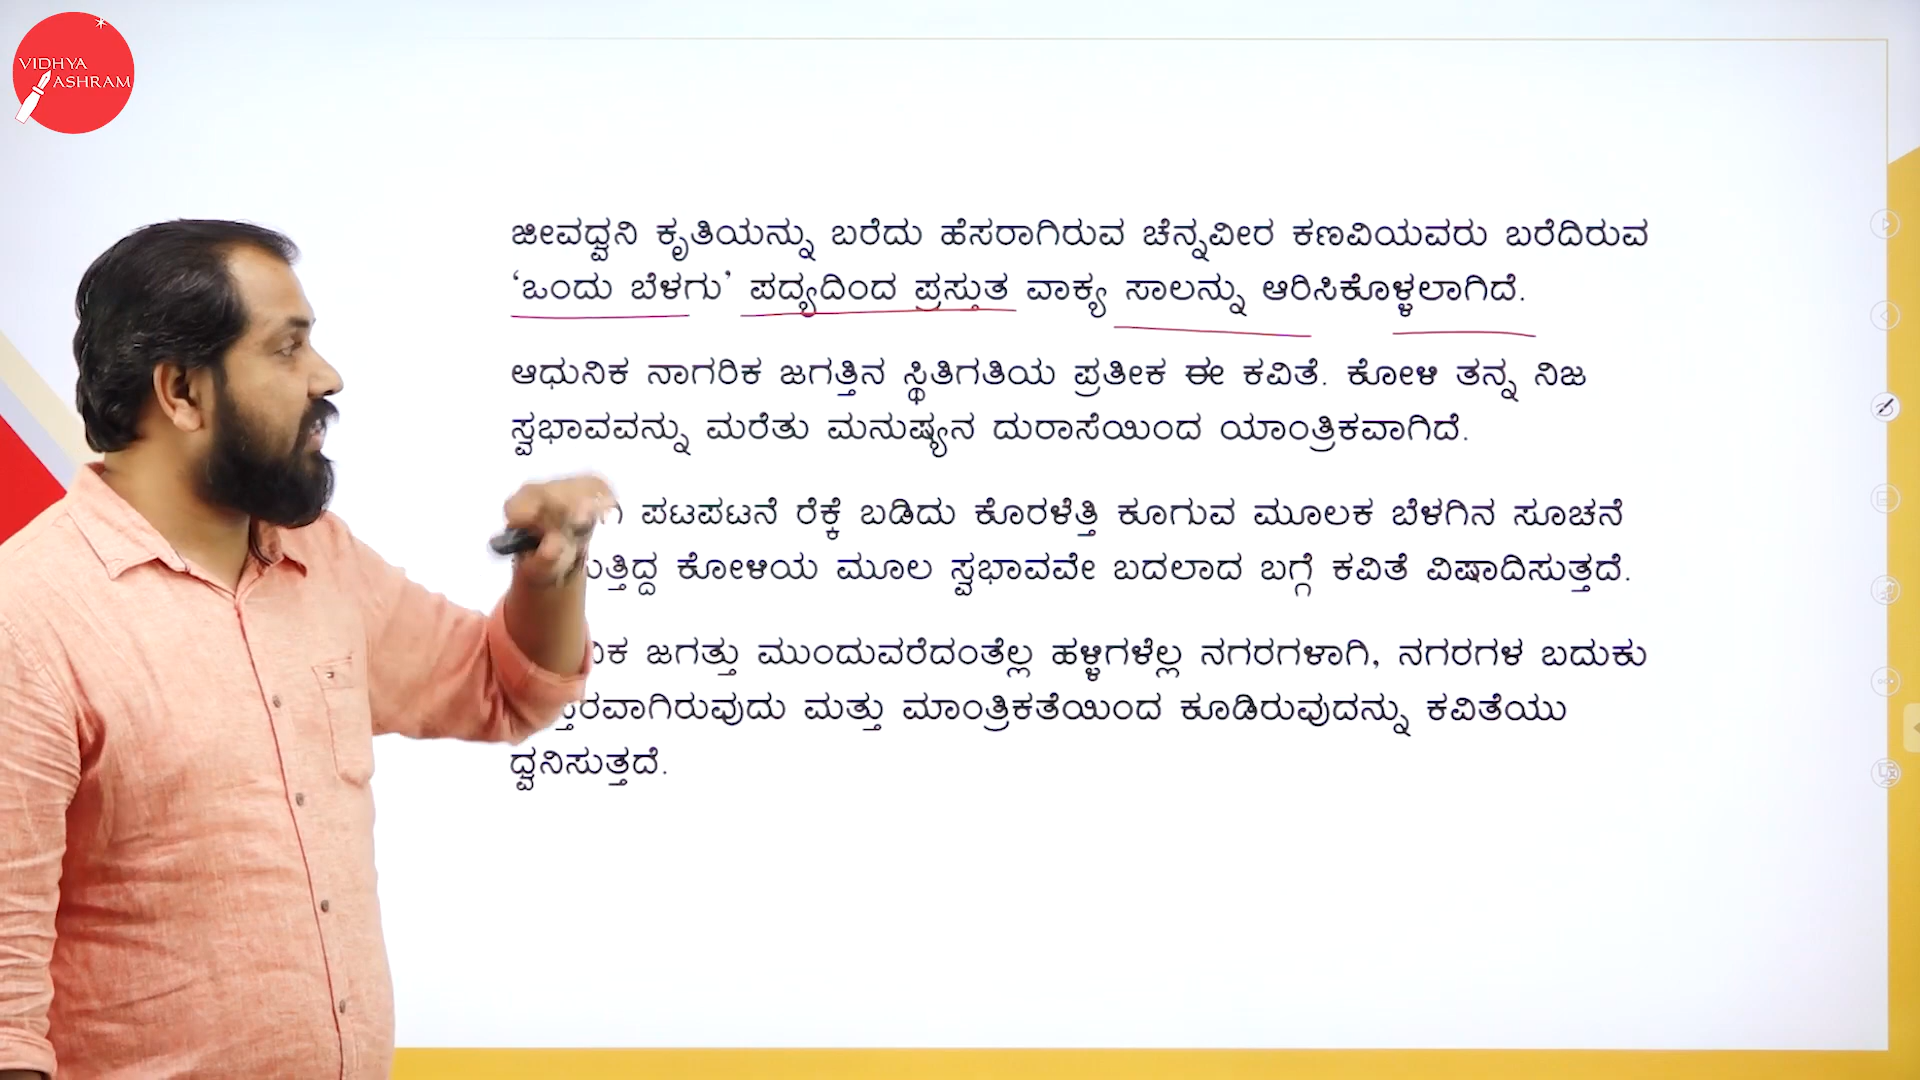 VIDHYA
ASHRAM
ಜೀವಧ್ವನಿ ಕೃತಿಯನ್ನು ಬರೆದು ಹೆಸರಾಗಿರುವ ಚೆನ್ನವೀರ ಕಣವಿಯವರು ಬರೆದಿರುವ
‘ಒಂದು ಬೆಳಗು’ ಪದ್ಯದಿಂದ ಪ್ರಸ್ತುತ ವಾಕ್ಯ ಸಾಲನ್ನು ಆರಿಸಿಕೊಳ್ಳಲಾಗಿದೆ.
ಆಧುನಿಕ ನಾಗರಿಕ ಜಗತ್ತಿನ ಸ್ಥಿತಿಗತಿಯ ಪ್ರತೀಕ ಈ ಕವಿತೆ. ಕೋಳಿ ತನ್ನ ನಿಜ
ಸ್ವಭಾವವನ್ನು ಮರೆತು ಮನುಷ್ಯನ ದುರಾಸೆಯಿಂದ ಯಾಂತ್ರಿಕವಾಗಿದೆ.
ಪಟಪಟನೆ ರೆಕ್ಕೆ ಬಡಿದು ಕೊರಳೆತ್ತಿ ಕೂಗುವ ಮೂಲಕ ಬೆಳಗಿನ ಸೂಚನೆ
ಕೋಳಿಯ ಮೂಲ ಸ್ವಭಾವವೇ ಬದಲಾದ ಬಗ್ಗೆ ಕವಿತೆ ವಿಷಾದಿಸುತ್ತದೆ.
ಜಗತ್ತು ಮುಂದುವರೆದಂತೆಲ್ಲ ಹಳ್ಳಿಗಳೆಲ್ಲ ನಗರಗಳಾಗಿ, ನಗರಗಳ ಬದುಕು
ಮತ್ತು ಮಾಂತ್ರಿಕತೆಯಿಂದ ಕೂಡಿರುವುದನ್ನು ಕವಿತೆಯು
ಧ್ವನಿಸುತ್ತದೆ.